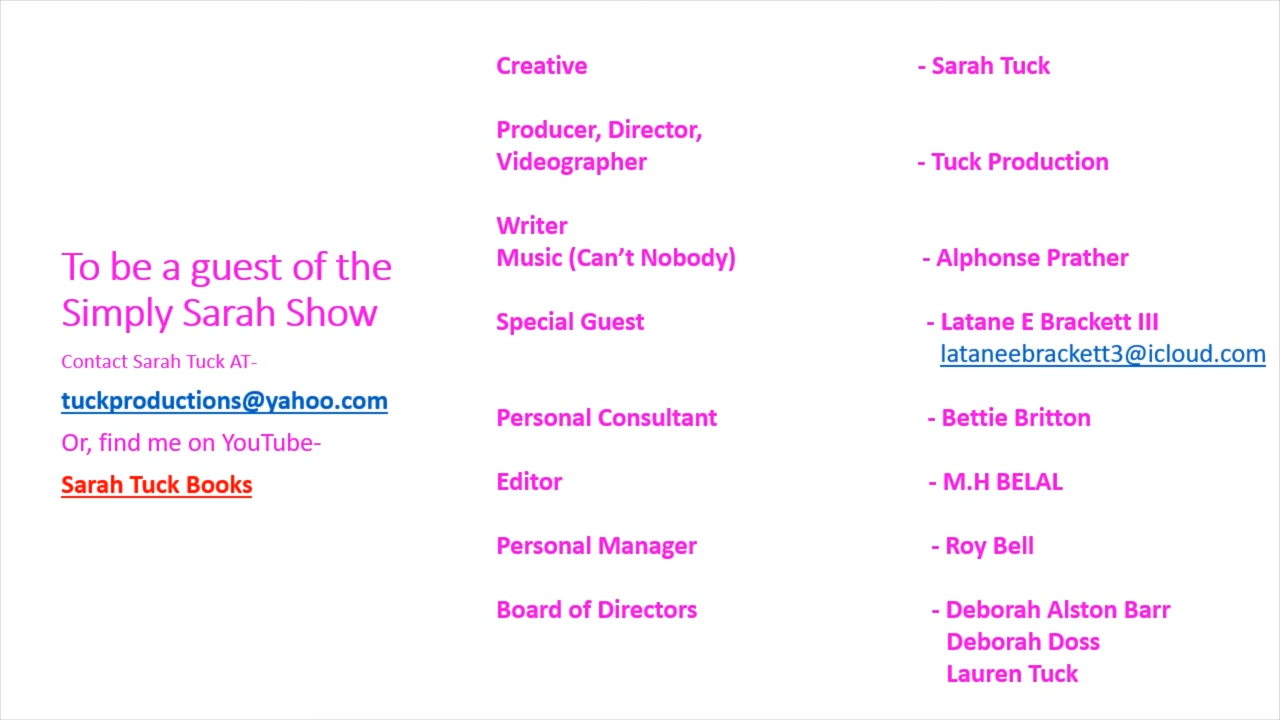 To be a guest of the
Simply Sarah Show
Contact Sarah Tuck AT-
tuckproductions@yahoo.com
Or, find me on YouTube-
Sarah Tuck Books
Creative - Sarah Tuck
Producer, Director,
Videographer - Tuck Production
Writer
Music (Can’t Nobody) - Alphonse Prather
Special Guest - Latane E Brackett III
lataneebrackett3@icloud.com
Personal Consultant - Bettie Britton
Editor - M.H BELAL
Personal Manager - Roy Bell
Board of Directors - Deborah Alston Barr
Deborah Doss
Lauren Tuck